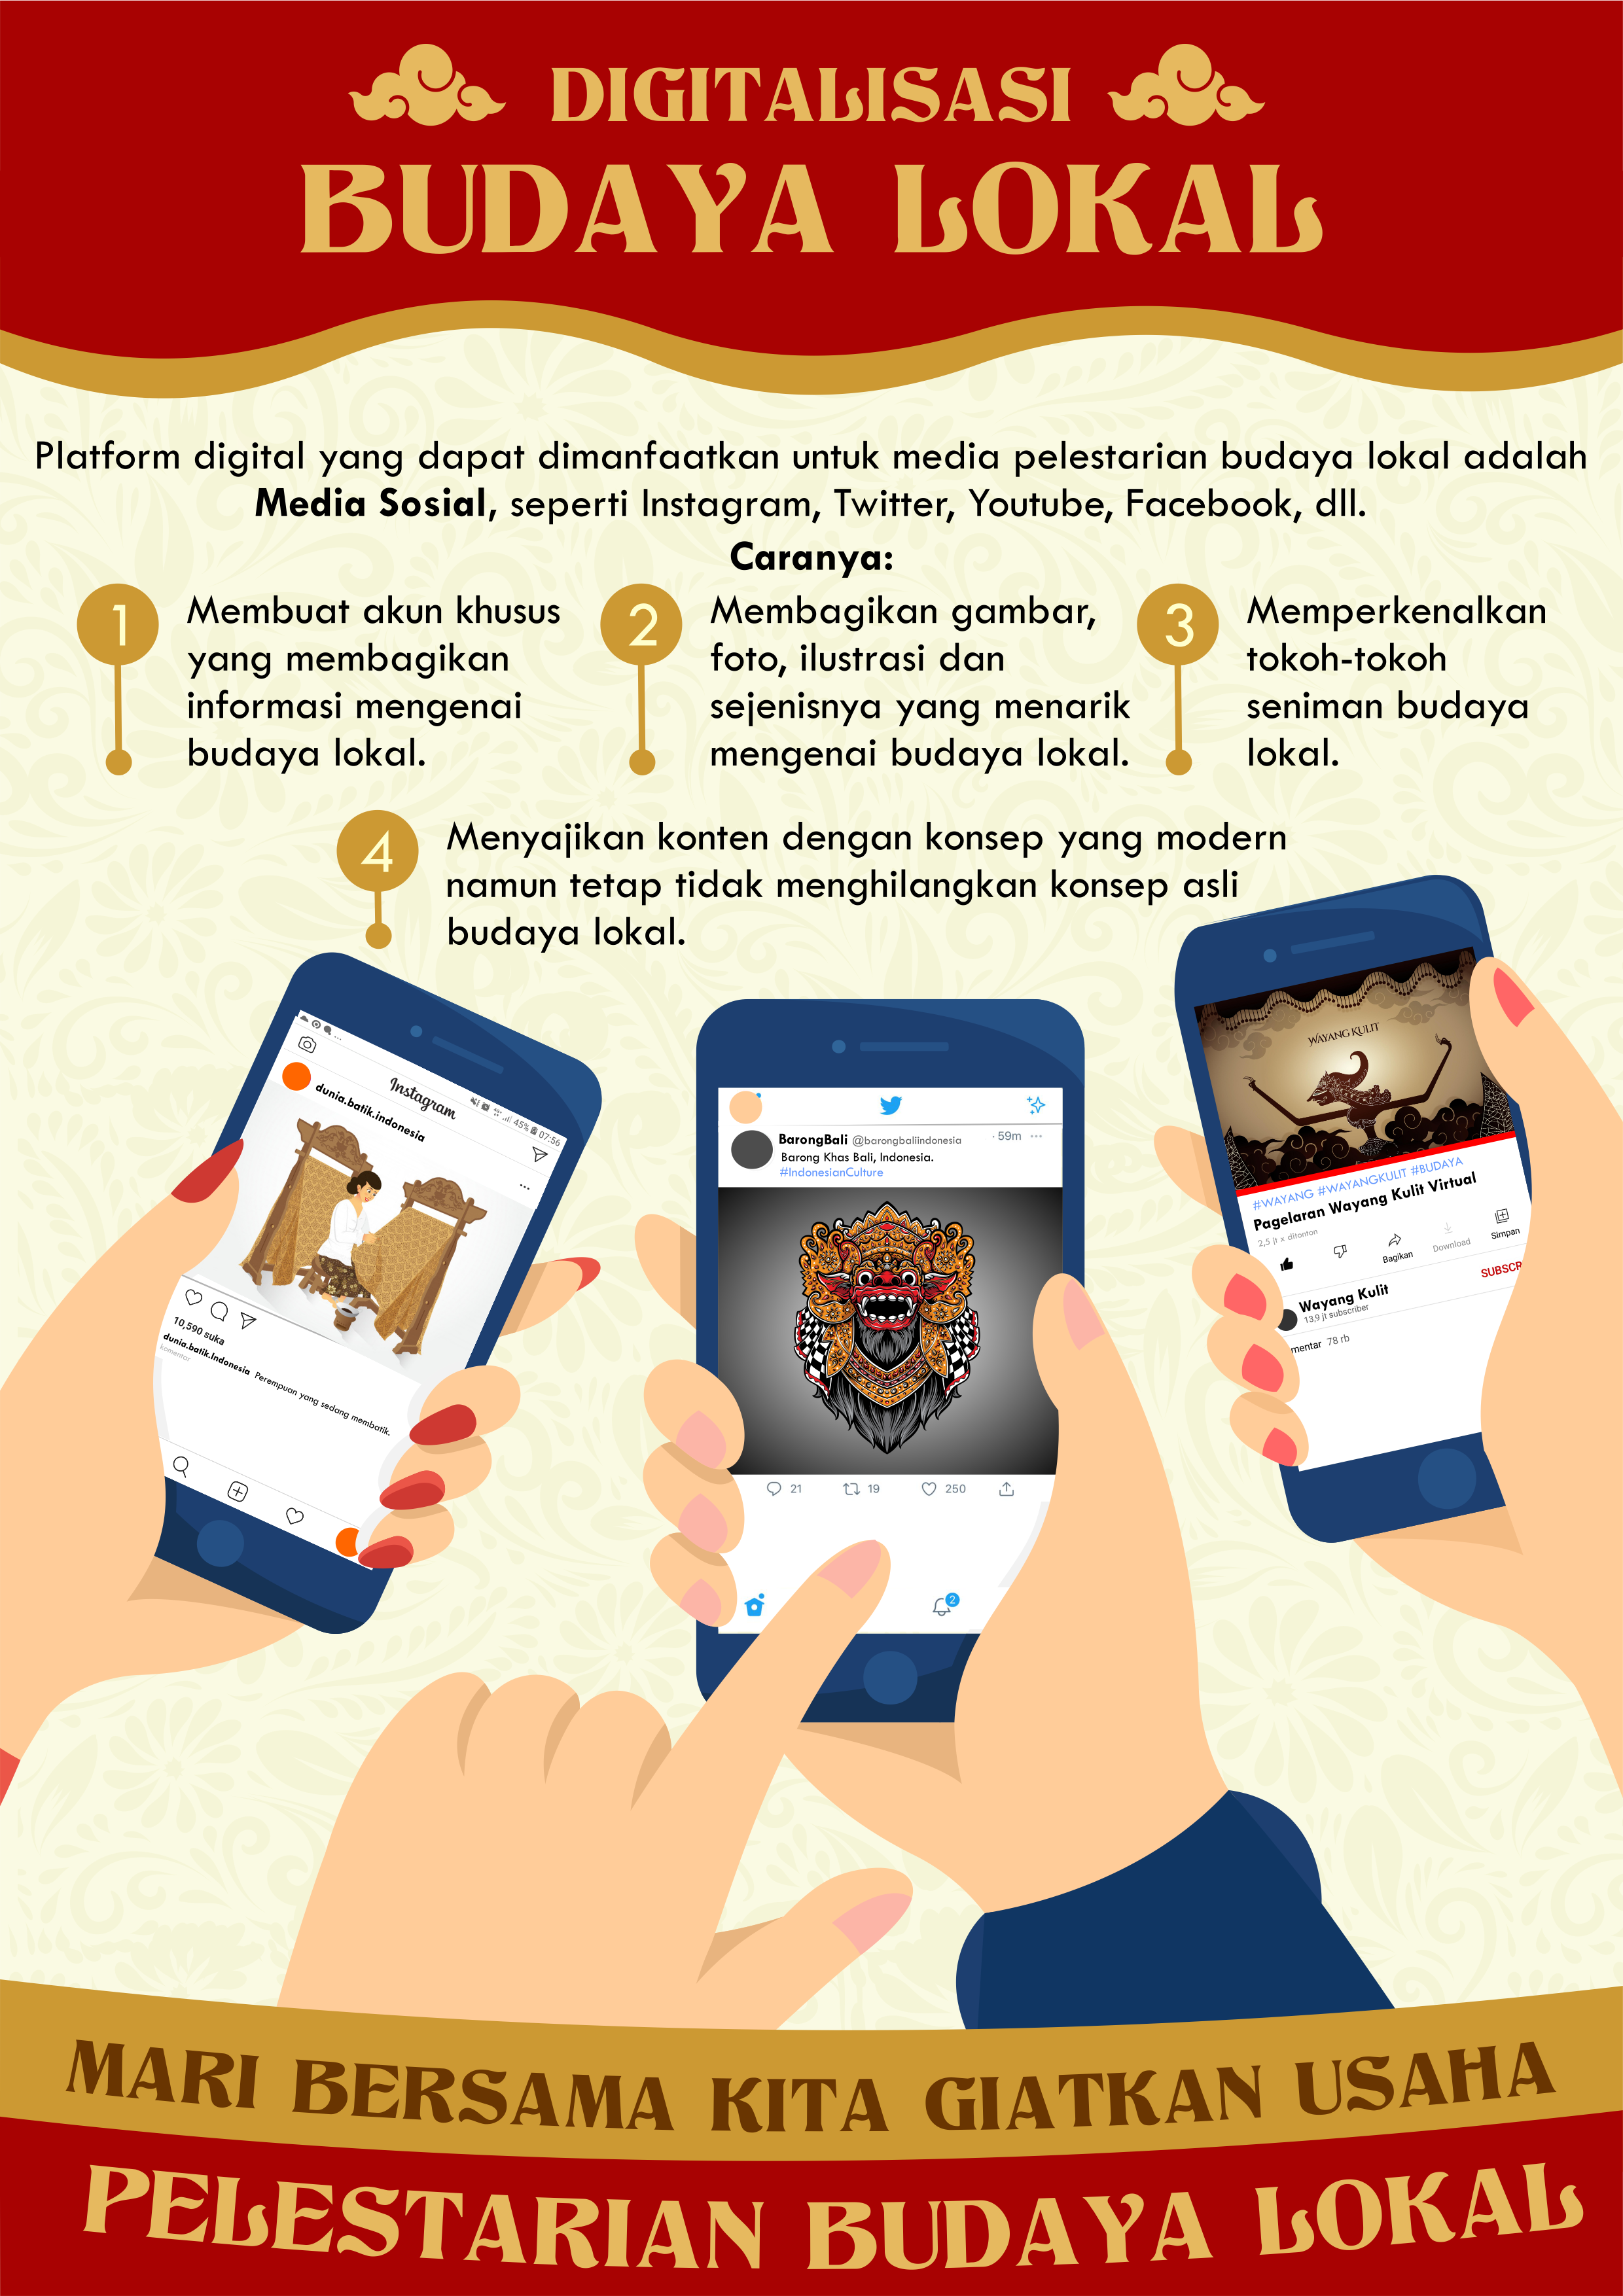 DIGITALISASI
BUDAYA LOKAL
Platform digital yang dapat dimanfaatkan untuk media pelestarian budaya lokal adalah
Media Sosial, seperti Instagram, Twitter, Youtube, Facebook, dll.
Caranya:
1
Membuat akun khusus
yang membagikan
informasi mengenai
budaya lokal.
2
Membagikan gambar,
foto, ilustrasi dan
sejenisnya yang menarik
mengenai budaya lokal.
3
Memperkenalkan
tokoh-tokoh
seniman budaya
lokal.
4
Menyajikan konten dengan konsep yang modern
namun tetap tidak menghilangkan konsep asli
budaya lokal.
45% 07:56
Instagram
dunia.batik.indonesia
10,590 suka
dunia.batik.Indonesia Perempuan yang sedang membatik.
komentar
BarongBali @barongbaliindonesia · 59m
Barong Khas Bali, Indonesia.
#IndonesianCulture
21 19 250
2
WAYANG KULIT
#WAYANG #WAYANGKULIT #BUDAYA
Pagelaran Wayang Kulit Virtual
2,5 jt x ditonton
Bagikan Download Simpan
Wayang Kulit SUBSCR
13,9 jt subscriber
mentar 78 rb
MARI BERSAMA KITA GIATKAN USAHA
PELESTARIAN BUDAYA LOKAL